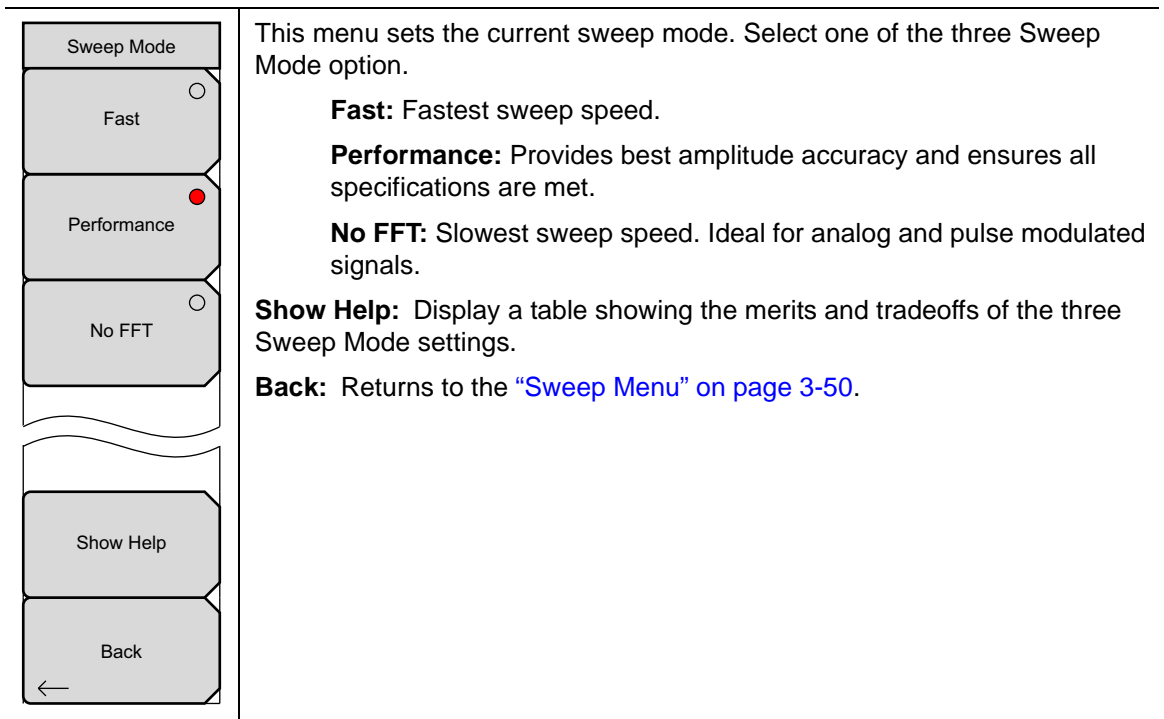 Sweep Mode
Fast
Performance
No FFT
Show Help
Back
This menu sets the current sweep mode. Select one of the three Sweep
Mode option.
Fast: Fastest sweep speed.
Performance: Provides best amplitude accuracy and ensures all
specifications are met.
No FFT: Slowest sweep speed. Ideal for analog and pulse modulated
signals.
Show Help: Display a table showing the merits and tradeoffs of the three
Sweep Mode settings.
Back: Returns to the “Sweep Menu” on page 3-50.